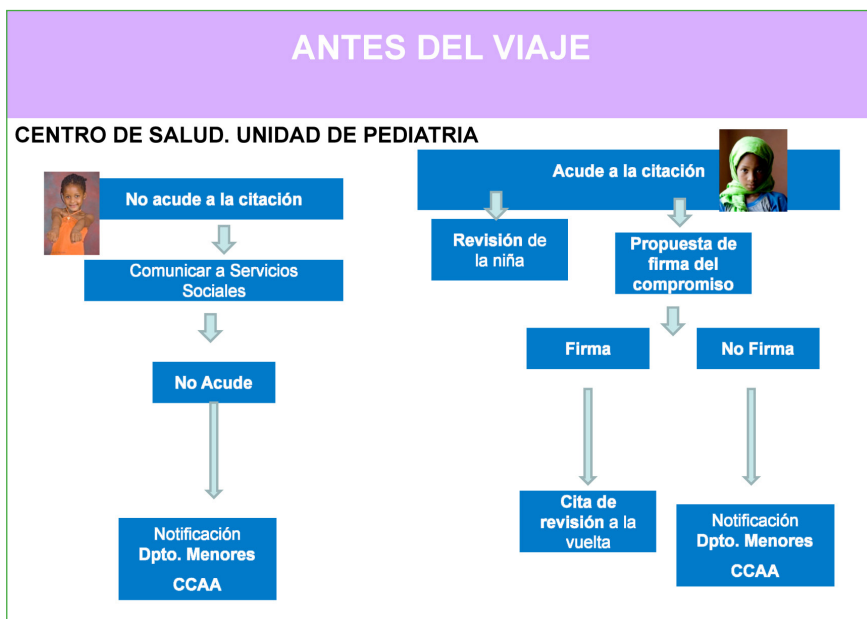 ANTES DEL VIAJE
CENTRO DE SALUD. UNIDAD DE PEDIATRIA
No acude a la citación
Comunicar a Servicios
Sociales
No Acude
Notificación
Dpto. Menores
CCAA
Acude a la citación
Revisión de
la niña
Propuesta de
firma del
compromiso
Firma
No Firma
Cita de
revisión a la
vuelta
Notificación
Dpto. Menores
CCAA